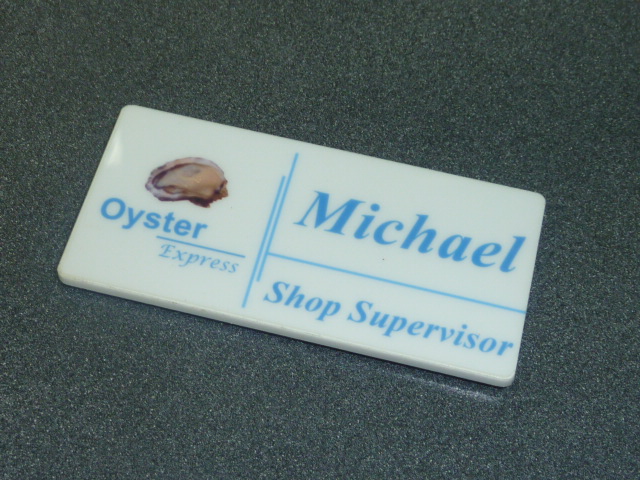 Oyster
Express
Michael
Shop Supervisor